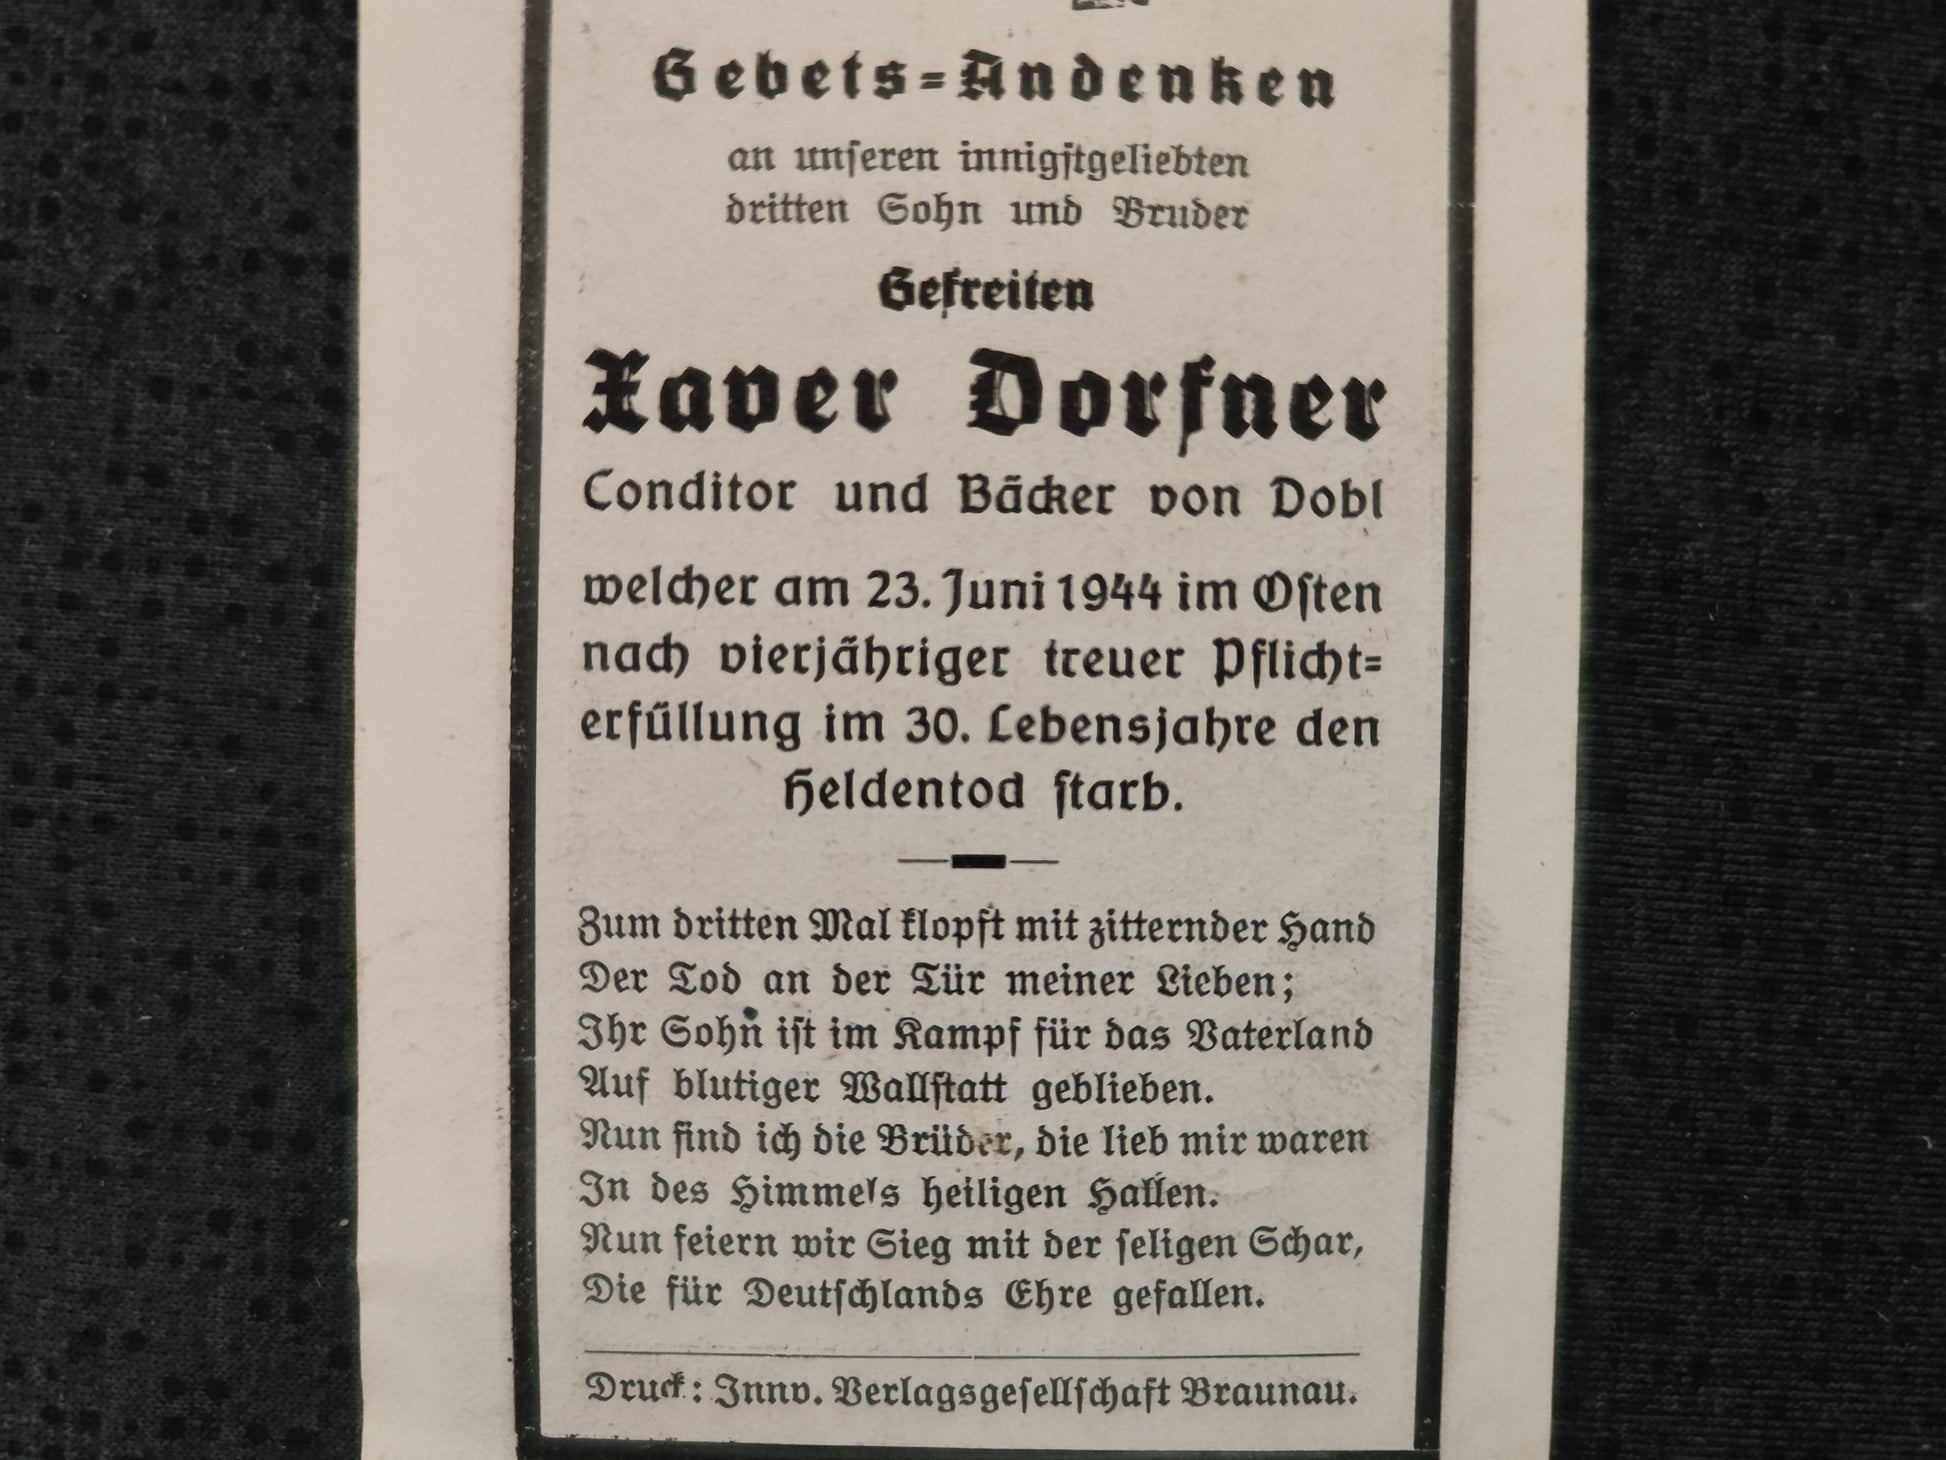 Gebets=Andenken
an unseren innigstgeliebten
dritten Sohn und Bruder
Gefreiten
Xaver Dorfner
Conditor und Bäcker von Dobl
welcher am 23. Juni 1944 im Osten
nach vierjähriger treuer Pflicht=
erfüllung im 30. Lebensjahre den
Heldentod starb.
Zum dritten Mal klopft mit zitternder Hand
Der Tod an der Tür meiner Lieben;
Ihr Sohn ist im Kampf für das Vaterland
Auf blutiger Wallstatt geblieben.
Nun find ich die Brüder, die lieb mir waren
In des Himmels heiligen Hallen.
Nun feiern wir Sieg mit der seligen Schar,
Die für Deutschlands Ehre gefallen.
Druck: Innv. Verlagsgesellschaft Braunau.